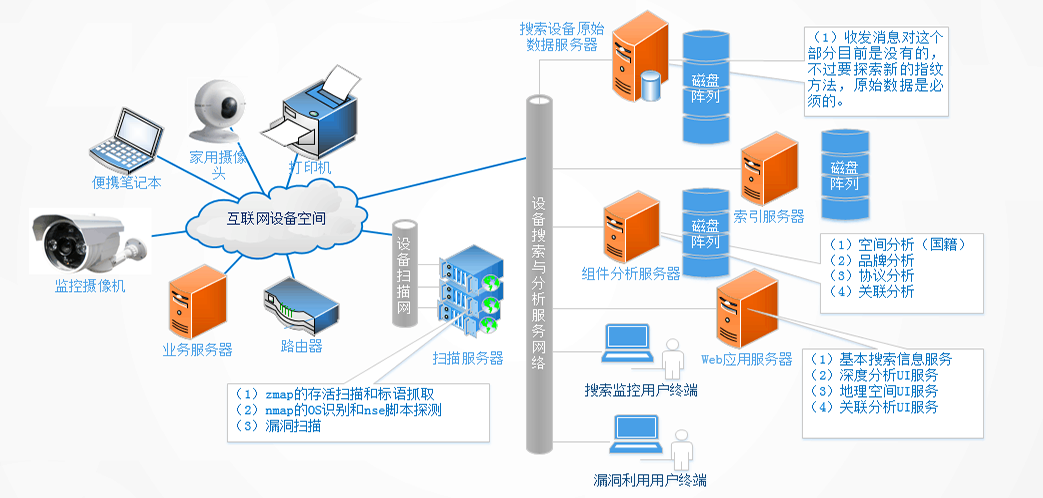 搜索设备原始
数据服务器
磁盘
阵列
（1）收发消息对这个
部分目前是没有的，
不过要探索新的指纹
方法，原始数据是必
须的。
家用摄像
头
打印机
便携笔记本
互联网设备空间
监控摄像机
业务服务器
路由器
设备扫描网
扫描服务器
（1）zmap的存活扫描和标语抓取
（2）nmap的OS识别和nse脚本探测
（3）漏洞扫描
设备搜索与分析服务网络
索引服务器
磁盘
阵列
组件分析服务器
磁盘
阵列
（1）空间分析（国籍）
（2）品牌分析
（3）协议分析
（4）关联分析
Web应用服务器
（1）基本搜索信息服务
（2）深度分析UI服务
（3）地理空间UI服务
（4）关联分析UI服务
搜索监控用户终端
漏洞利用用户终端